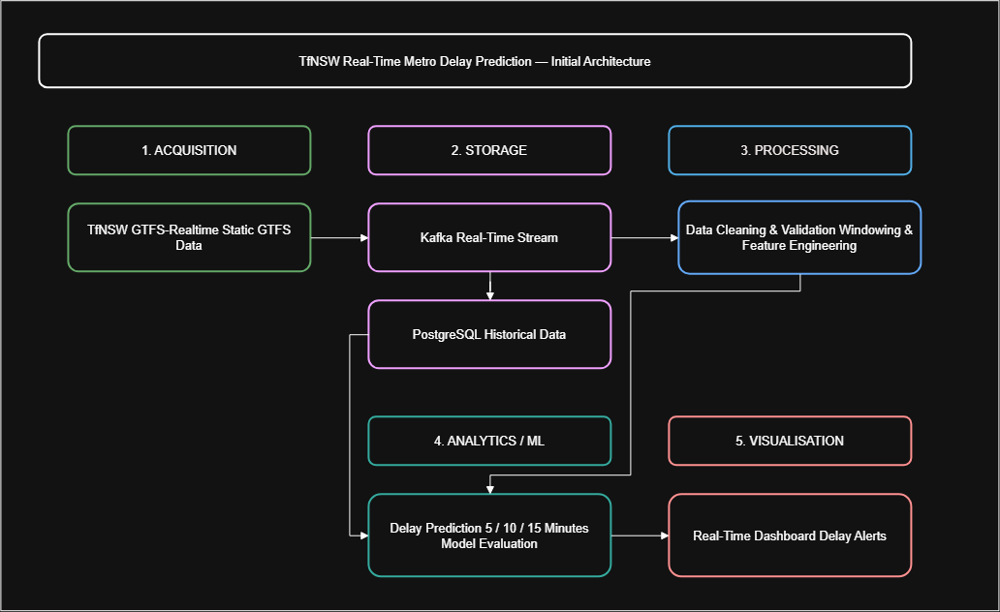 TfNSW Real-Time Metro Delay Prediction — Initial Architecture
1. ACQUISITION
2. STORAGE
3. PROCESSING
TfNSW GTFS-Realtime Static GTFS
Data
Kafka Real-Time Stream
Data Cleaning & Validation Windowing &
Feature Engineering
PostgreSQL Historical Data
4. ANALYTICS / ML
5. VISUALISATION
Delay Prediction 5 / 10 / 15 Minutes
Model Evaluation
Real-Time Dashboard Delay Alerts